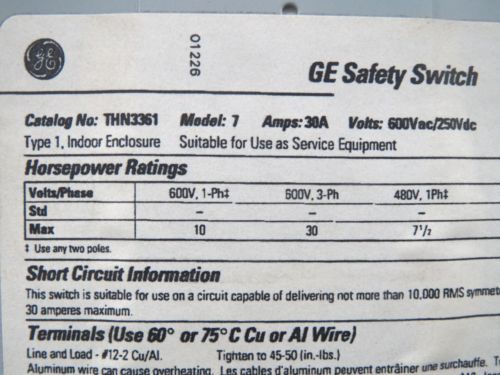 GE
01226
GE Safety Switch
Catalog No: THN3361 Model: 7 Amps: 30A Volts: 600Vac/250Vdc
Type 1, Indoor Enclosure Suitable for Use as Service Equipment
Horsepower Ratings
Volts/Phase 600V, 1-Ph‡ 600V, 3-Ph 480V, 1Ph‡
Std – – –
Max 10 30 7½
‡ Use any two poles.
Short Circuit Information
This switch is suitable for use on a circuit capable of delivering not more than 10,000 RMS symmet
30 amperes maximum.
Terminals (Use 60° or 75° C Cu or Al Wire)
Line and Load - #12-2 Cu/Al. Tighten to 45-50 (in.-lbs.)
Aluminum wire can cause overheating. Les cables d'aluminum peuvent entraîner une surchauffe.